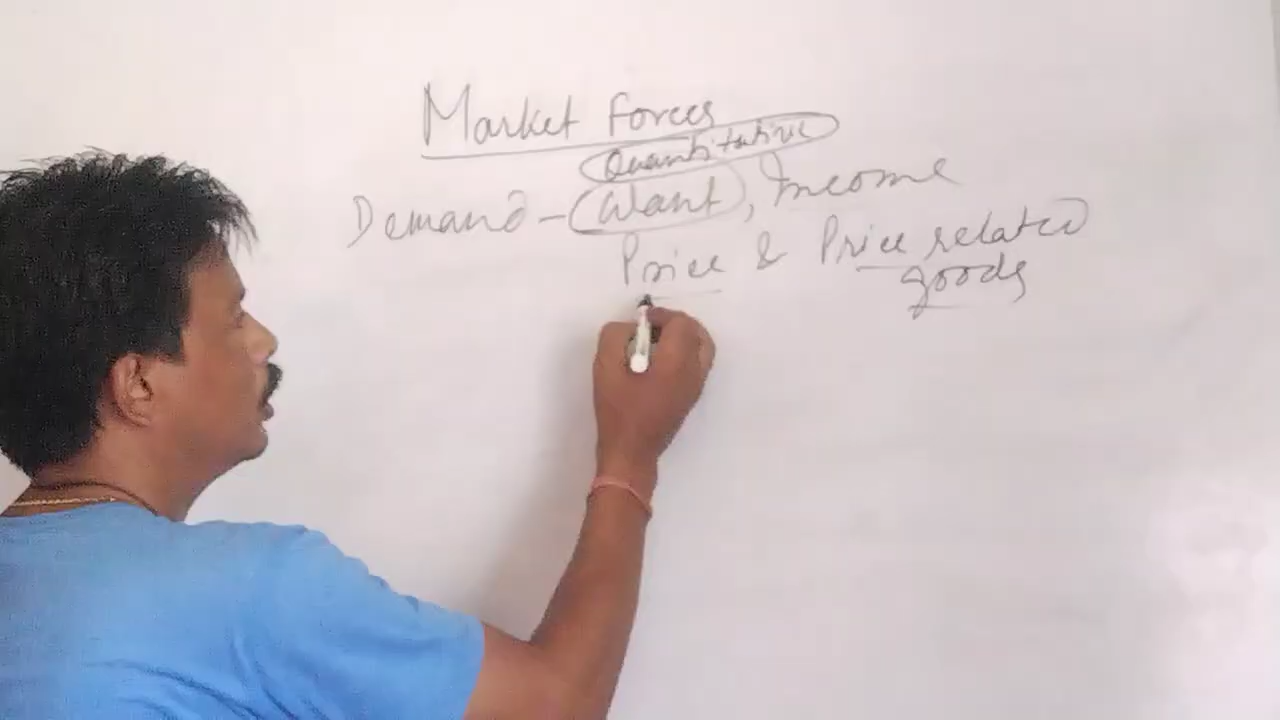 Market forces
Quantitative
Demand - Want, Income
Price & Price related
goods